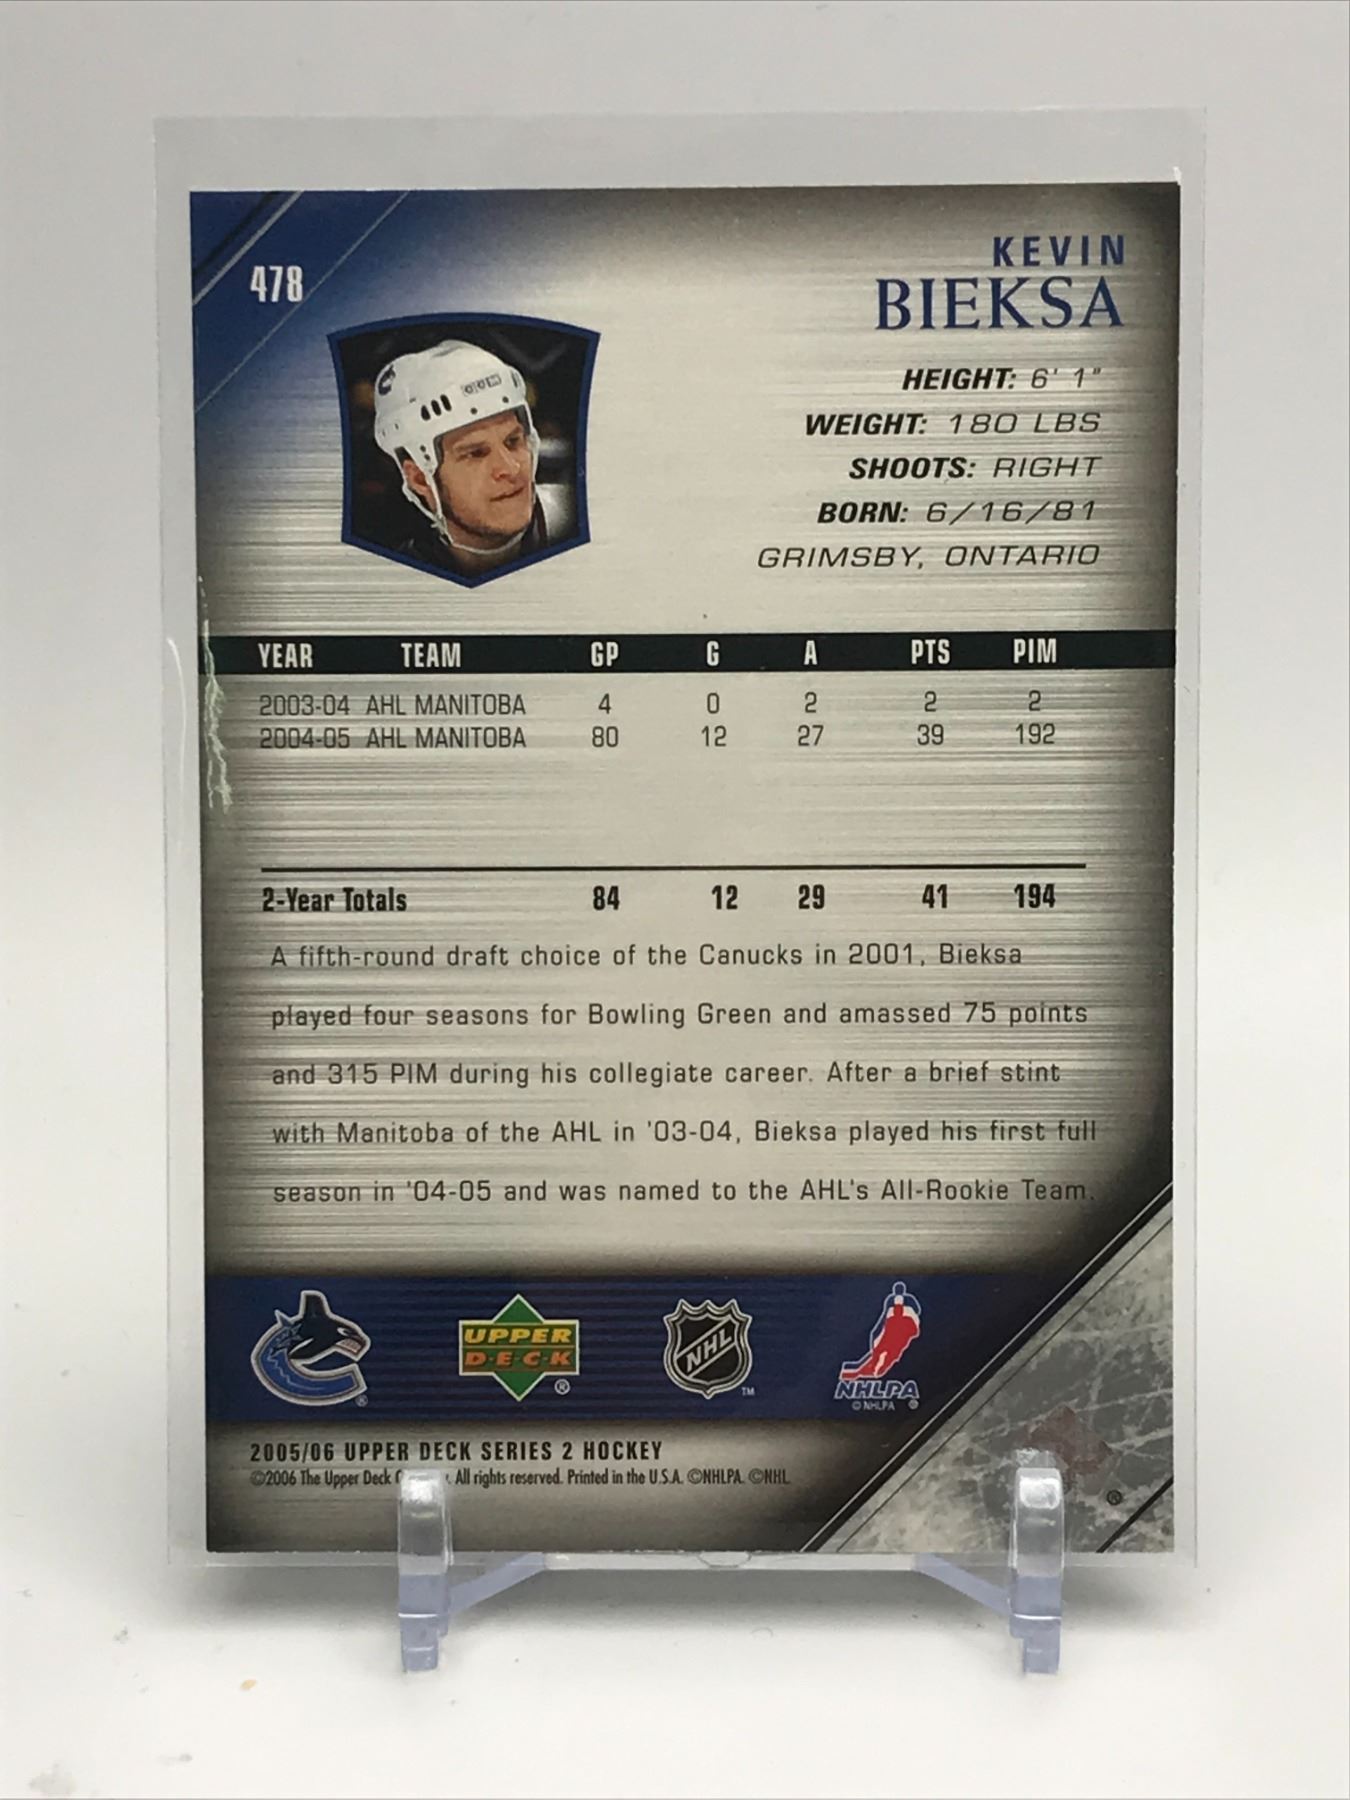 478
KEVIN
BIEKSA
CCM
HEIGHT: 6' 1"
WEIGHT: 180 LBS
SHOOTS: RIGHT
BORN: 6/16/81
GRIMSBY, ONTARIO
YEAR TEAM GP G A PTS PIM
2003-04 AHL MANITOBA 4 0 2 2 2
2004-05 AHL MANITOBA 80 12 27 39 192
2-Year Totals 84 12 29 41 194
A fifth-round draft choice of the Canucks in 2001, Bieksa
played four seasons for Bowling Green and amassed 75 points
and 315 PIM during his collegiate career. After a brief stint
with Manitoba of the AHL in '03-04, Bieksa played his first full
season in '04-05 and was named to the AHL's All-Rookie Team.
®
UPPER
D·E·C·K
®
NHL
™
NHLPA
© NHLPA ®
2005/06 UPPER DECK SERIES 2 HOCKEY
©2006 The Upper Deck All rights reserved. Printed in the U.S.A. ©NHLPA. ©NHL
®